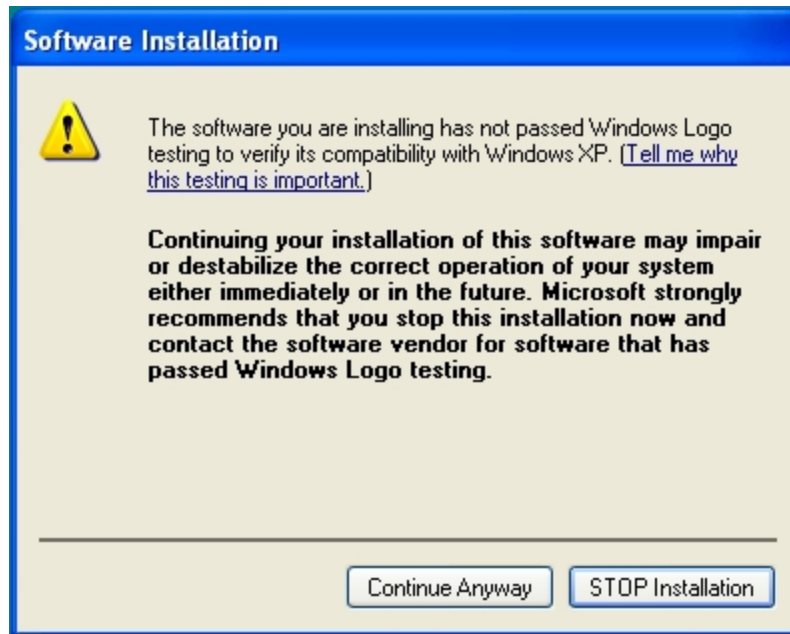 Software Installation
The software you are installing has not passed Windows Logo
testing to verify its compatibility with Windows XP. (Tell me why
this testing is important.)
Continuing your installation of this software may impair
or destabilize the correct operation of your system
either immediately or in the future. Microsoft strongly
recommends that you stop this installation now and
contact the software vendor for software that has
passed Windows Logo testing.
Continue Anyway
STOP Installation